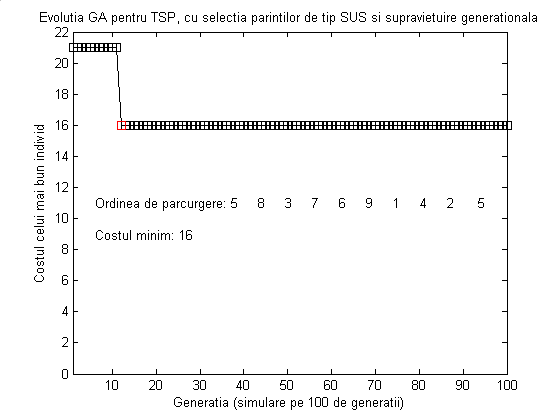 Evolutia GA pentru TSP, cu selectia parintilor de tip SUS si supravietuire generationala
22
20
18
16
14
12
10
8
6
4
2
0
Costul celui mai bun individ
Ordinea de parcurgere: 5 8 3 7 6 9 1 4 2 5
Costul minim: 16
10 20 30 40 50 60 70 80 90 100
Generatia (simulare pe 100 de generatii)